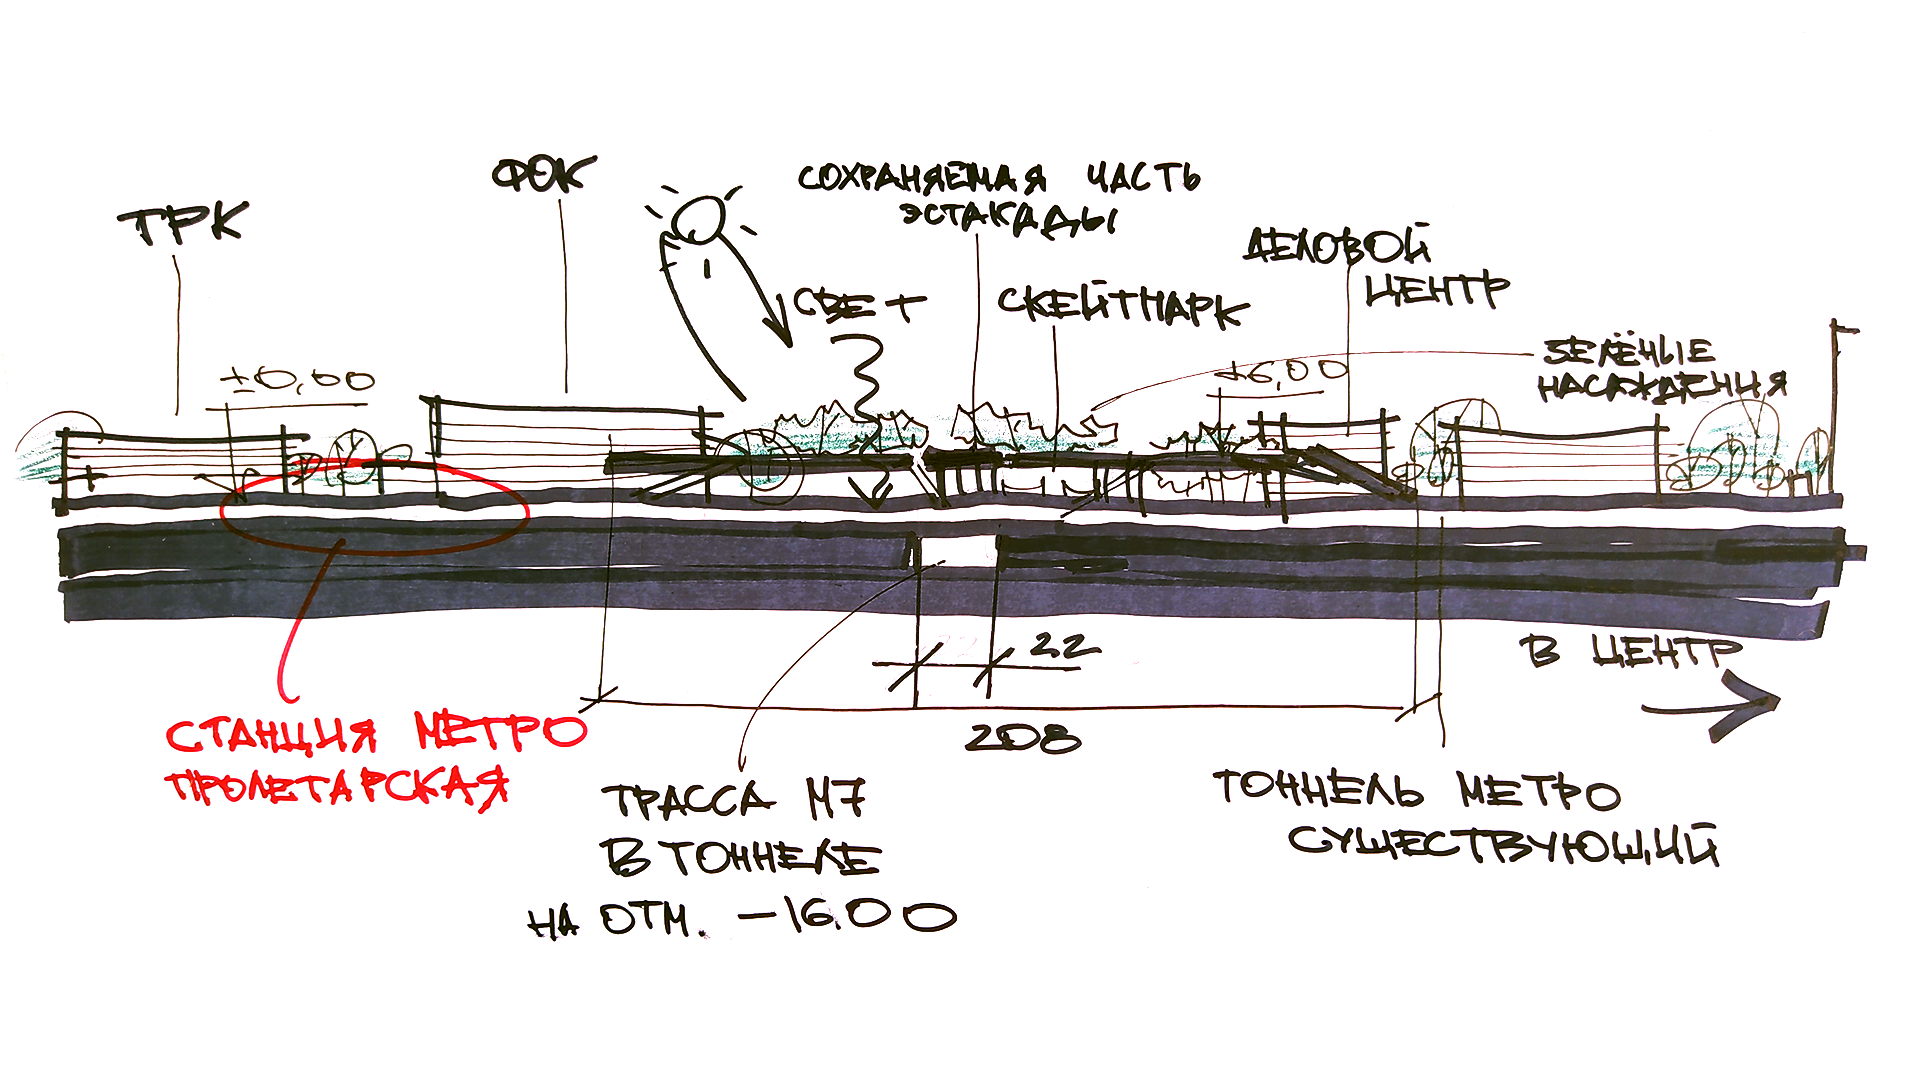 ТРК
ФОК
СОХРАНЯЕМАЯ ЧАСТЬ
ЭСТАКАДЫ
ДЕЛОВОЙ
ЦЕНТР
СВЕТ
СКЕЙТПАРК
ЗЕЛЁНЫЕ
НАСАЖДЕНИЯ
±0,00
+6,00
22
208
В ЦЕНТР
СТАНЦИЯ МЕТРО
ПРОЛЕТАРСКАЯ
ТРАССА М7
В ТОННЕЛЕ
НА ОТМ. -16.00
ТОННЕЛЬ МЕТРО
СУЩЕСТВУЮЩИЙ